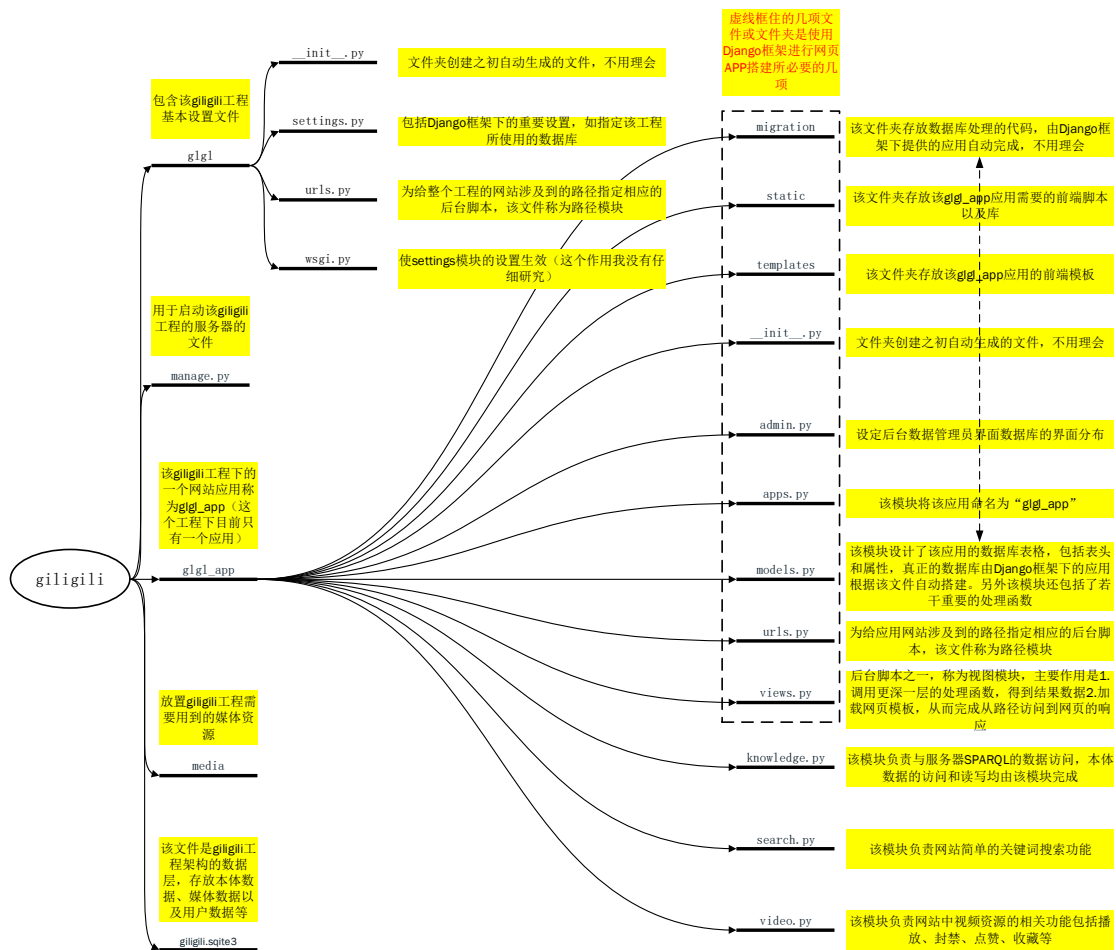 giligili
包含该giligili工程
基本设置文件
glgl
__init__.py
文件夹创建之初自动生成的文件，不用理会
settings.py
包括Django框架下的重要设置，如指定该工程
所使用的数据库
urls.py
为给整个工程的网站涉及到的路径指定相应的
后台脚本，该文件称为路径模块
wsgi.py
使settings模块的设置生效（这个作用我没有仔
细研究）
用于启动该giligili
工程的服务器的
文件
manage.py
该giligili工程下的
一个网站应用称
为glgl_app（这
个工程下目前只
有一个应用）
glgl_app
放置giligili工程需
要用到的媒体资
源
media
该文件是giligili工
程架构的数据
层，存放本体数
据、媒体数据以
及用户数据等
giligili.sqite3
虚线框住的几项文
件或文件夹是使用
Django框架进行网页
APP搭建所必要的几
项
migration
该文件夹存放数据库处理的代码，由Django框
架下提供的应用自动完成，不用理会
static
该文件夹存放该glgl_app应用需要的前端脚本
以及库
templates
该文件夹存放该glgl_app应用的前端模板
__init__.py
文件夹创建之初自动生成的文件，不用理会
admin.py
设定后台数据管理员界面数据库的界面分布
apps.py
该模块将该应用命名为“glgl_app”
models.py
该模块设计了该应用的数据库表格，包括表头
和属性，真正的数据库由Django框架下的应用
根据该文件自动搭建。另外该模块还包括了若
干重要的处理函数
urls.py
为给应用网站涉及到的路径指定相应的后台脚
本，该文件称为路径模块
views.py
后台脚本之一，称为视图模块，主要作用是1.
调用更深一层的处理函数，得到结果数据2.加
载网页模板，从而完成从路径访问到网页的响
应
knowledge.py
该模块负责与服务器SPARQL的数据访问，本体
数据的访问和读写均由该模块完成
search.py
该模块负责网站简单的关键词搜索功能
video.py
该模块负责网站中视频资源的相关功能包括播
放、封禁、点赞、收藏等